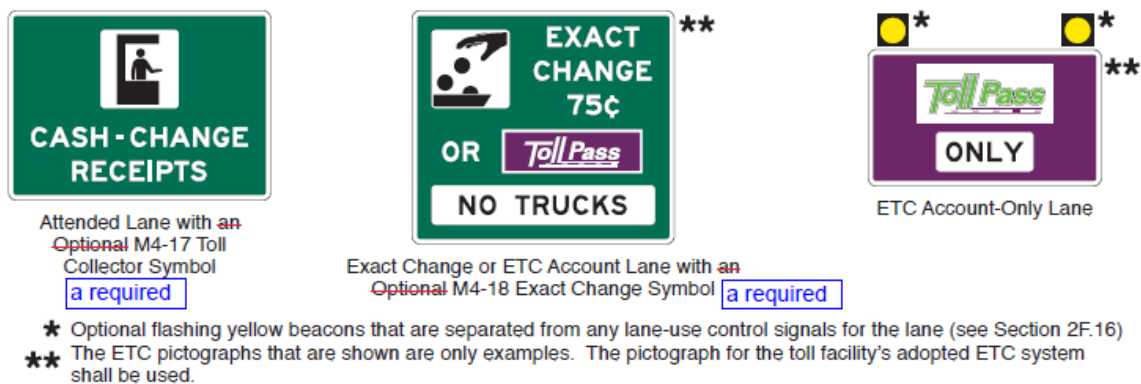 CASH - CHANGE
RECEIPTS
Attended Lane with an
Optional M4-17 Toll
Collector Symbol
a required
EXACT
CHANGE
75¢
OR Toll Pass
NO TRUCKS
**
Exact Change or ETC Account Lane with an
Optional M4-18 Exact Change Symbol a required
* *
Toll Pass
ONLY
**
ETC Account-Only Lane
* Optional flashing yellow beacons that are separated from any lane-use control signals for the lane (see Section 2F.16)
** The ETC pictographs that are shown are only examples. The pictograph for the toll facility's adopted ETC system
shall be used.